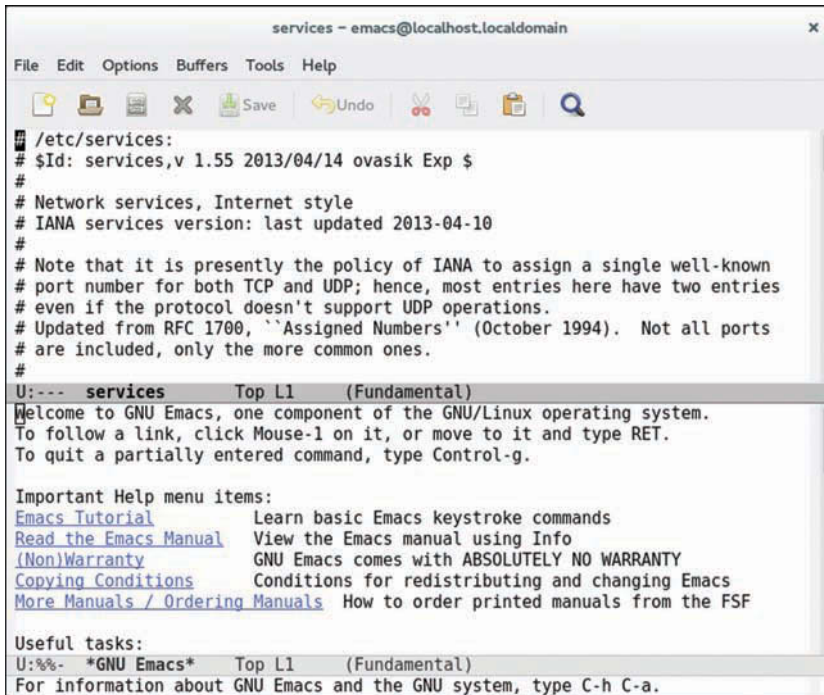 services – emacs@localhost.localdomain ×
File Edit Options Buffers Tools Help
Save Undo
# /etc/services:
# $Id: services,v 1.55 2013/04/14 ovasik Exp $
#
# Network services, Internet style
# IANA services version: last updated 2013-04-10
#
# Note that it is presently the policy of IANA to assign a single well-known
# port number for both TCP and UDP; hence, most entries here have two entries
# even if the protocol doesn't support UDP operations.
# Updated from RFC 1700, ``Assigned Numbers'' (October 1994).  Not all ports
# are included, only the more common ones.
#
U:---  services       Top L1     (Fundamental)
Welcome to GNU Emacs, one component of the GNU/Linux operating system.
To follow a link, click Mouse-1 on it, or move to it and type RET.
To quit a partially entered command, type Control-g.
Important Help menu items:
Emacs Tutorial          Learn basic Emacs keystroke commands
Read the Emacs Manual   View the Emacs manual using Info
(Non)Warranty           GNU Emacs comes with ABSOLUTELY NO WARRANTY
Copying Conditions      Conditions for redistributing and changing Emacs
More Manuals / Ordering Manuals  How to order printed manuals from the FSF
Useful tasks:
U:%%-  *GNU Emacs*    Top L1     (Fundamental)
For information about GNU Emacs and the GNU system, type C-h C-a.